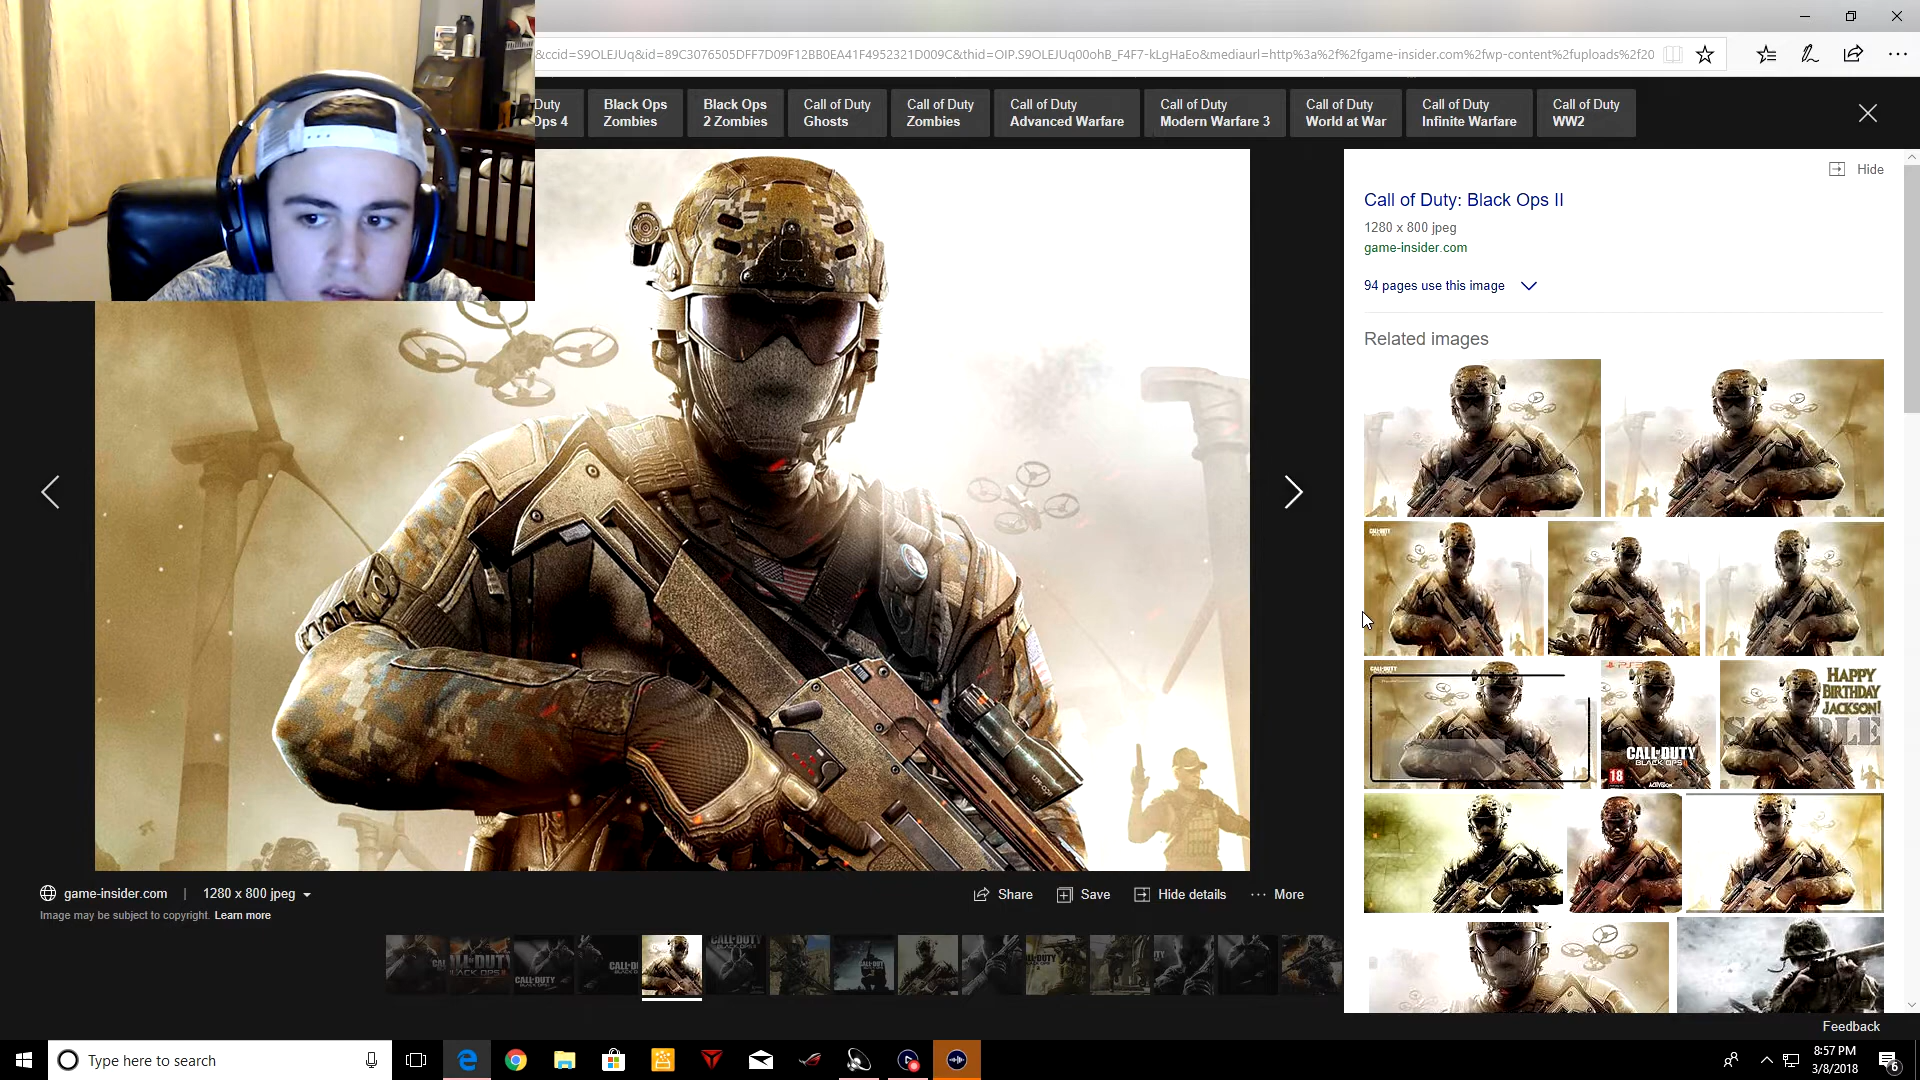 &ccid=S9OLEJUq&id=89C3076505DFF7D09F12BB0EA41F4952321D009C&thid=OIP.S9OLEJUq00ohB_F4F7-kLgHaEo&mediaurl=http%3a%2f%2fgame-insider.com%2fwp-content%2fuploads%2f20
Duty
Ops 4
Black Ops
Zombies
Black Ops
2 Zombies
Call of Duty
Ghosts
Call of Duty
Zombies
Call of Duty
Advanced Warfare
Call of Duty
Modern Warfare 3
Call of Duty
World at War
Call of Duty
Infinite Warfare
Call of Duty
WW2
Hide
Call of Duty: Black Ops II
1280 x 800 jpeg
game-insider.com
94 pages use this image
Related images
HAPPY
BIRTHDAY
JACKSON!
CALL OF DUTY
BLACK OPS II
18
ACTIVISION
game-insider.com | 1280 x 800 jpeg
Share
Save
Hide details
More
Image may be subject to copyright. Learn more
Feedback
Type here to search
8:57 PM
3/8/2018
6